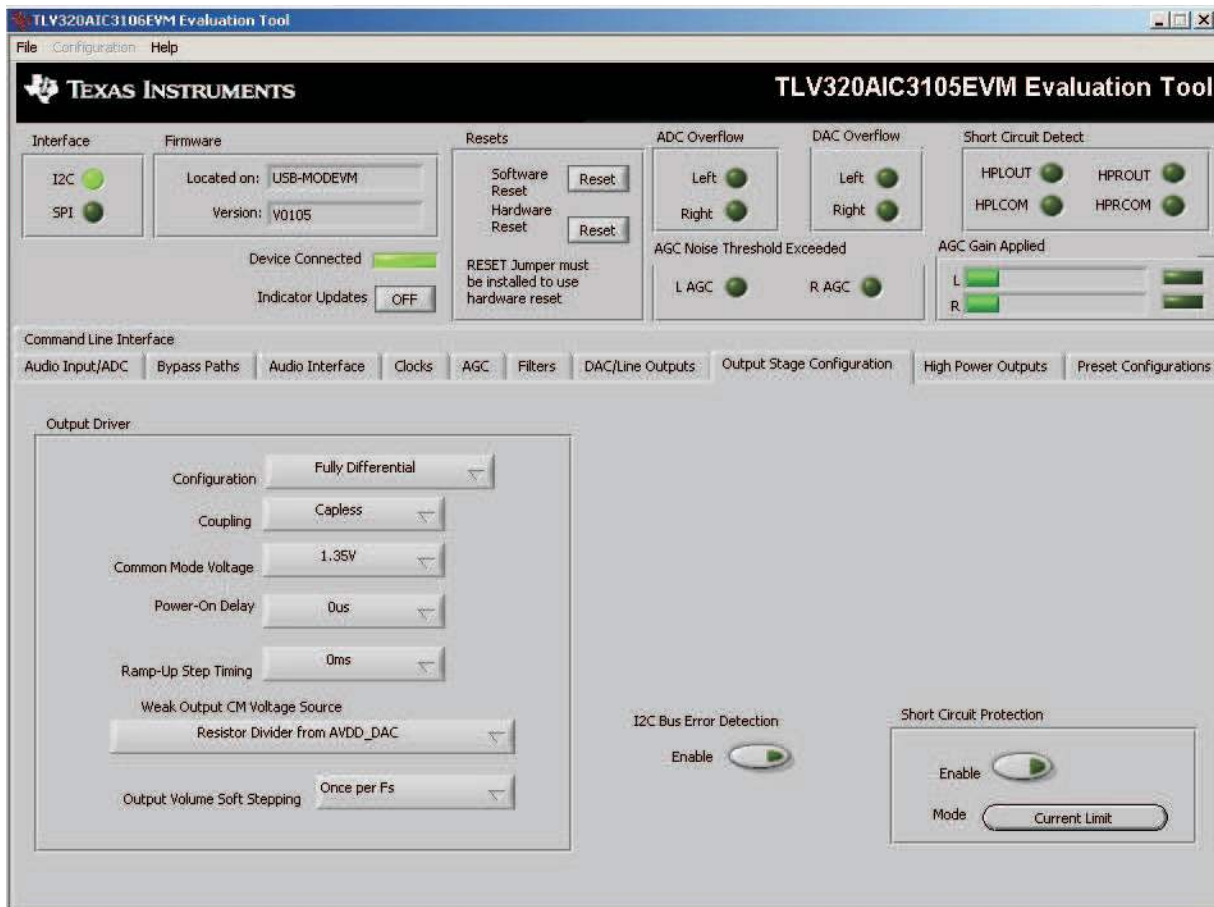 TLV320AIC3106EVM Evaluation Tool
File Configuration Help
TEXAS INSTRUMENTS
TLV320AIC3105EVM Evaluation Tool
Interface
I2C
SPI
Firmware
Located on: USB-MODEVM
Version: V0105
Device Connected
Indicator Updates OFF
Resets
Software Reset Reset
Hardware Reset Reset
RESET Jumper must
be installed to use
hardware reset
ADC Overflow
Left
Right
DAC Overflow
Left
Right
Short Circuit Detect
HPLOUT HPROUT
HPLCOM HPRCOM
AGC Noise Threshold Exceeded
L AGC R AGC
AGC Gain Applied
L
R
Command Line Interface
Audio Input/ADC Bypass Paths Audio Interface Clocks AGC Filters DAC/Line Outputs Output Stage Configuration High Power Outputs Preset Configurations
Output Driver
Configuration Fully Differential
Coupling Capless
Common Mode Voltage 1.35V
Power-On Delay 0us
Ramp-Up Step Timing 0ms
Weak Output CM Voltage Source
Resistor Divider from AVDD_DAC
Output Volume Soft Stepping Once per Fs
I2C Bus Error Detection
Enable
Short Circuit Protection
Enable
Mode Current Limit